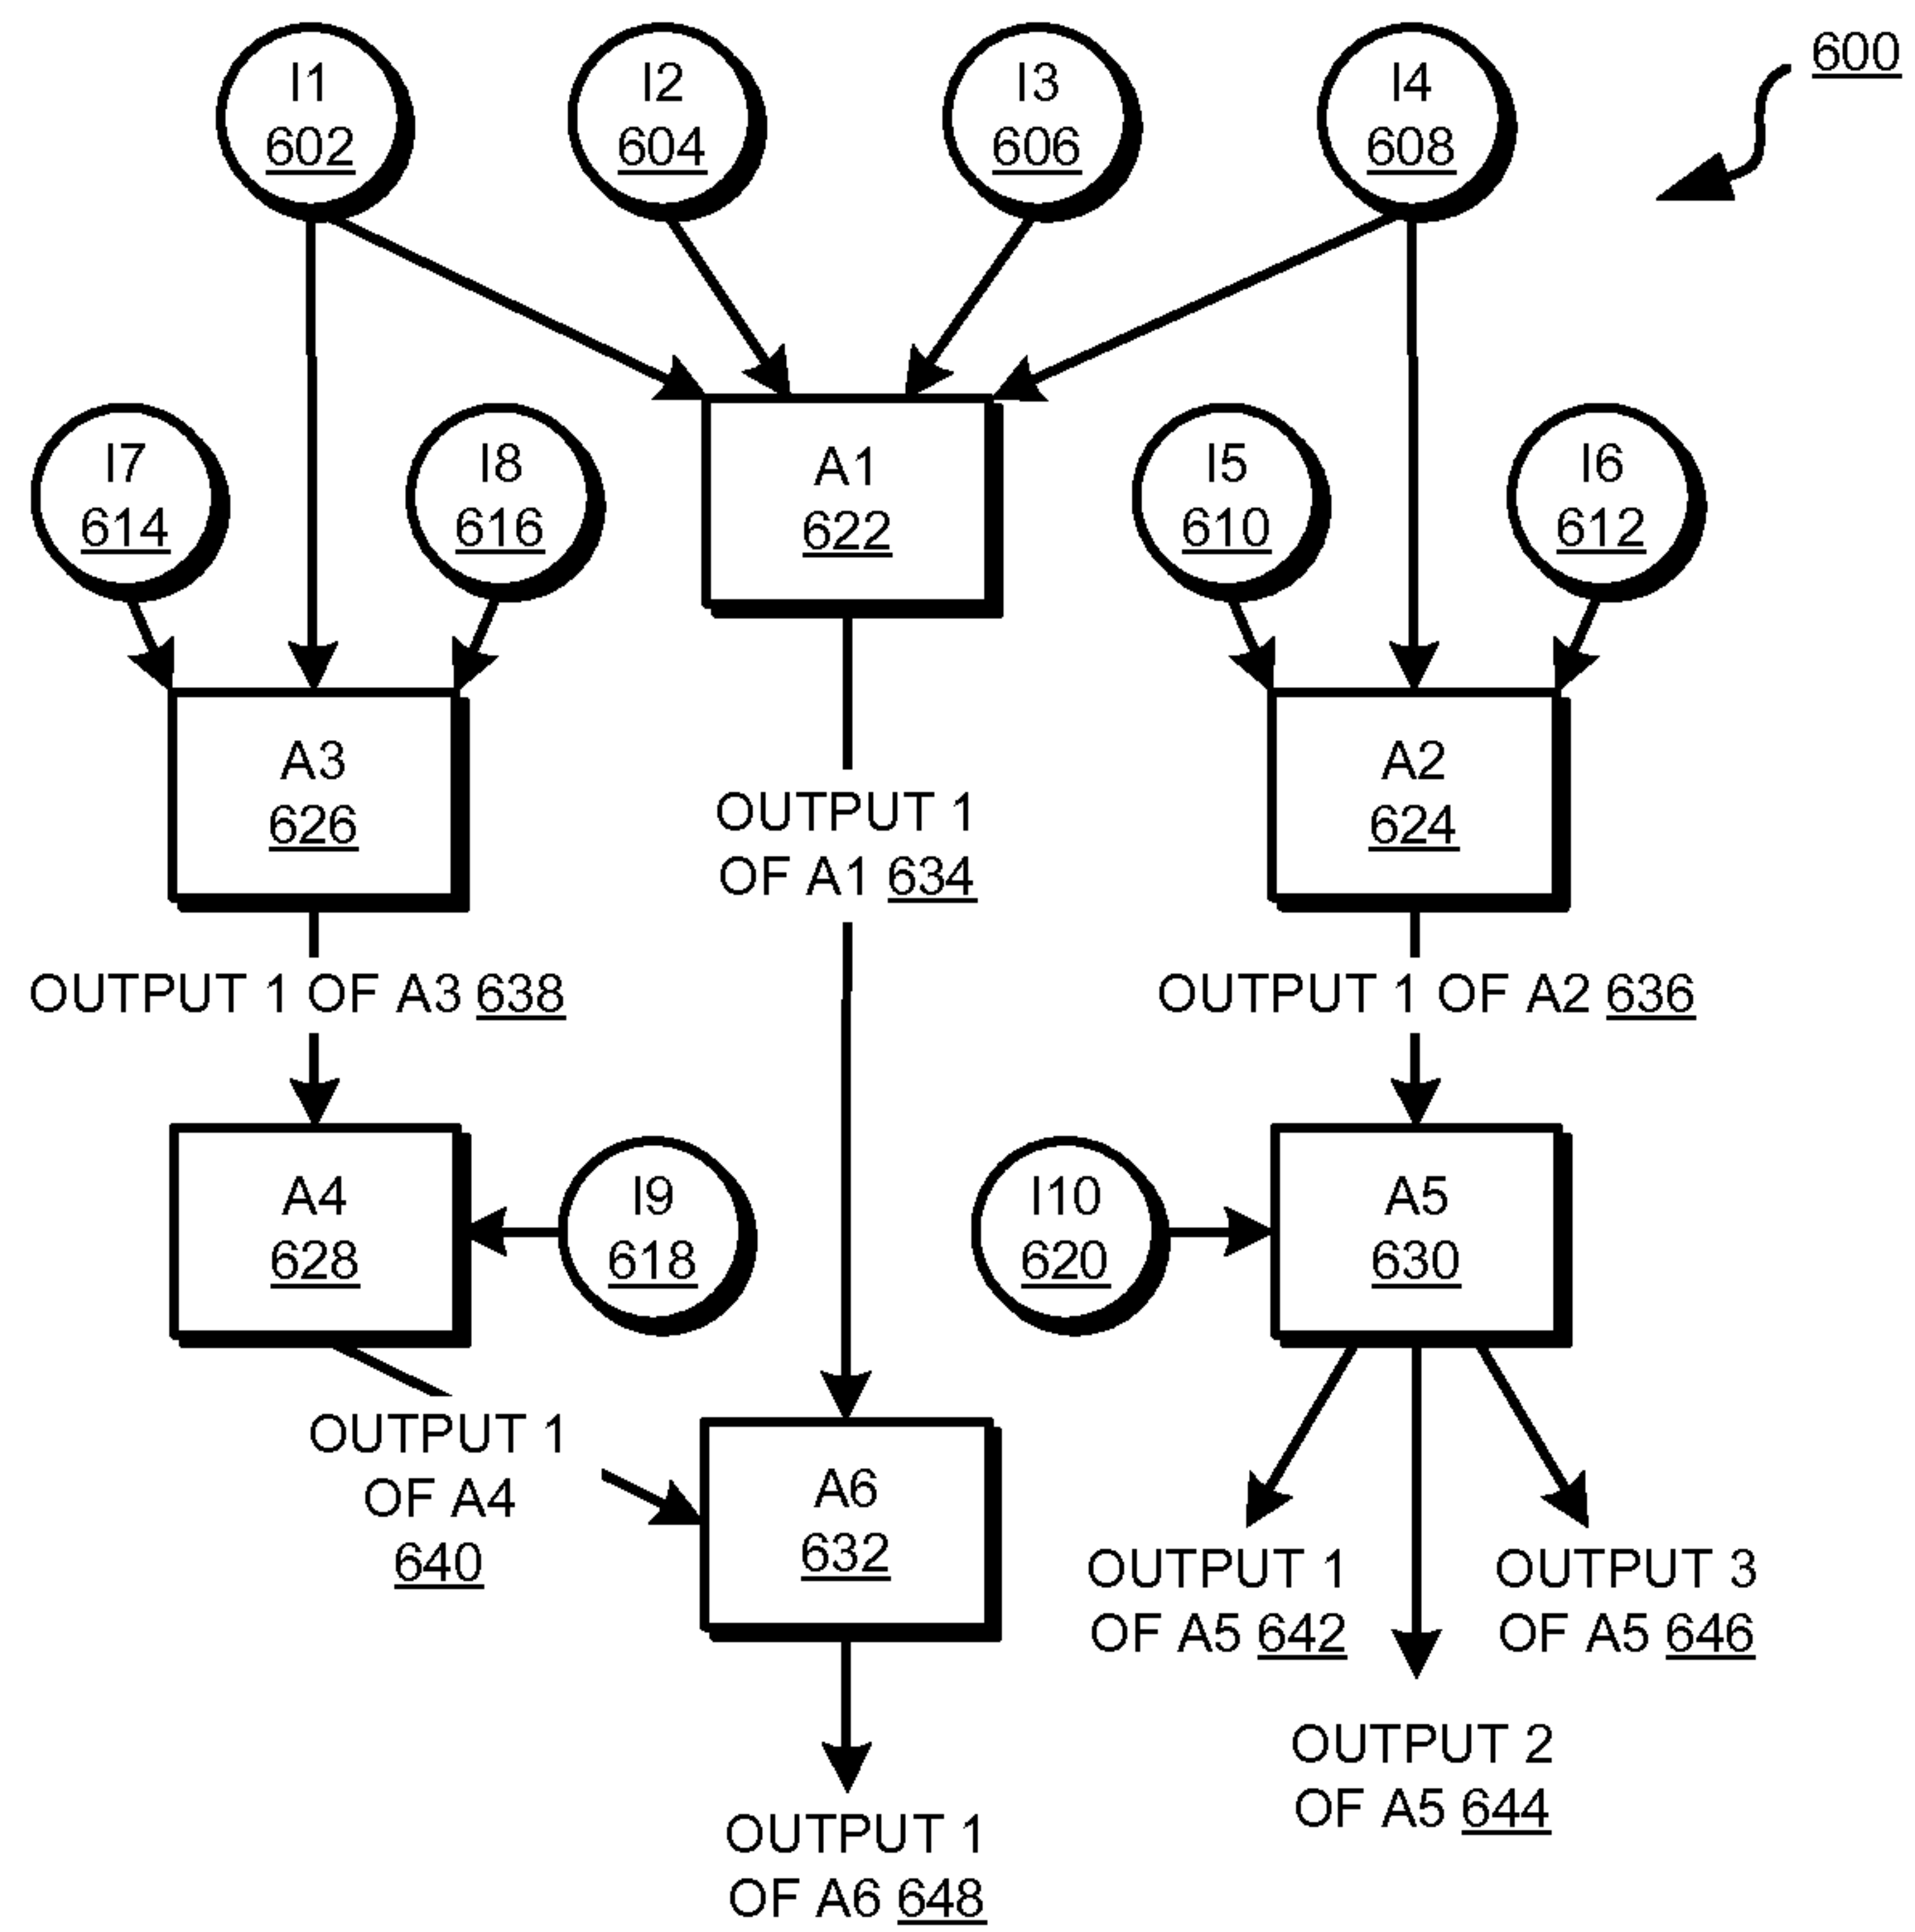 600
I1
602
I2
604
I3
606
I4
608
I7
614
I8
616
A1
622
I5
610
I6
612
A3
626
OUTPUT 1
OF A1 634
A2
624
OUTPUT 1 OF A3 638
OUTPUT 1 OF A2 636
A4
628
I9
618
I10
620
A5
630
OUTPUT 1
OF A4
640
A6
632
OUTPUT 1
OF A5 642
OUTPUT 3
OF A5 646
OUTPUT 2
OF A5 644
OUTPUT 1
OF A6 648